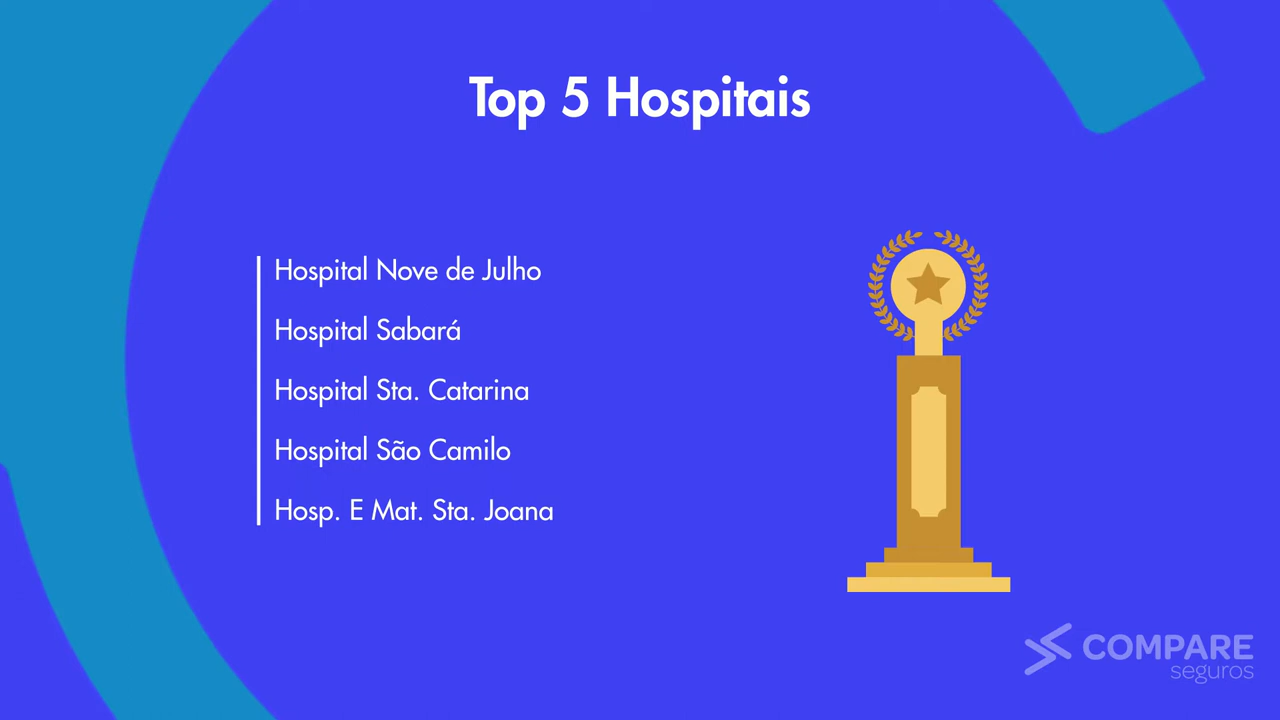 Top 5 Hospitais
Hospital Nove de Julho
Hospital Sabará
Hospital Sta. Catarina
Hospital São Camilo
Hosp. E Mat. Sta. Joana
COMPARE
seguros